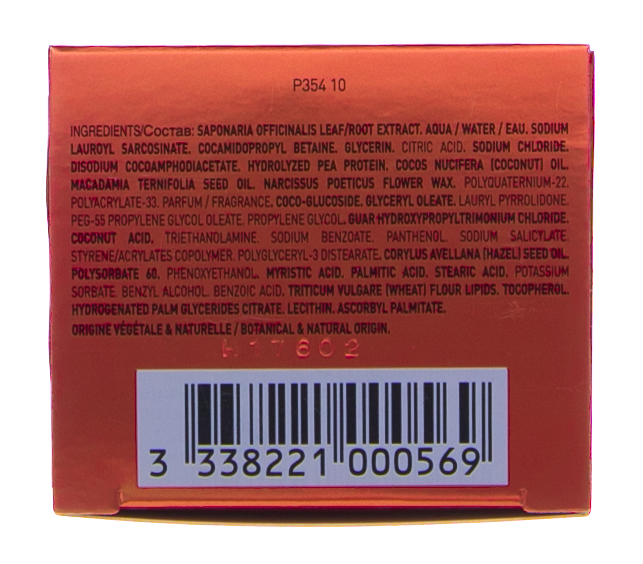 P354 10
INGREDIENTS/Состав: SAPONARIA OFFICINALIS LEAF/ROOT EXTRACT. AQUA / WATER / EAU. SODIUM
LAUROYL SARCOSINATE. COCAMIDOPROPYL BETAINE. GLYCERIN. CITRIC ACID. SODIUM CHLORIDE.
DISODIUM COCOAMPHODIACETATE. HYDROLYZED PEA PROTEIN. COCOS NUCIFERA (COCONUT) OIL.
MACADAMIA TERNIFOLIA SEED OIL. NARCISSUS POETICUS FLOWER WAX. POLYQUATERNIUM-22.
POLYACRYLATE-33. PARFUM / FRAGRANCE. COCO-GLUCOSIDE. GLYCERYL OLEATE. LAURYL PYRROLIDONE.
PEG-55 PROPYLENE GLYCOL OLEATE. PROPYLENE GLYCOL. GUAR HYDROXYPROPYLTRIMONIUM CHLORIDE.
COCONUT ACID. TRIETHANOLAMINE. SODIUM BENZOATE. PANTHENOL. SODIUM SALICYLATE.
STYRENE/ACRYLATES COPOLYMER. POLYGLYCERYL-3 DISTEARATE. CORYLUS AVELLANA (HAZEL) SEED OIL.
POLYSORBATE 60. PHENOXYETHANOL. MYRISTIC ACID. PALMITIC ACID. STEARIC ACID. POTASSIUM
SORBATE. BENZYL ALCOHOL. BENZOIC ACID. TRITICUM VULGARE (WHEAT) FLOUR LIPIDS. TOCOPHEROL.
HYDROGENATED PALM GLYCERIDES CITRATE. LECITHIN. ASCORBYL PALMITATE.
ORIGINE VÉGÉTALE & NATURELLE / BOTANICAL & NATURAL ORIGIN.
H17602
3 338221 000569